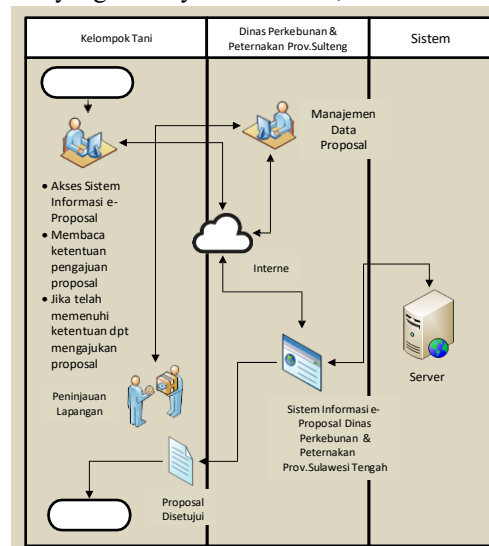 Kelompok Tani
Dinas Perkebunan &
Peternakan Prov.Sulteng
Sistem
Manajemen
Data
Proposal
• Akses Sistem
Informasi e-
Proposal
• Membaca
ketentuan
pengajuan
proposal
• Jika telah
memenuhi
ketentuan dpt
mengajukan
proposal
Interne
Server
Peninjauan
Lapangan
Sistem Informasi e-
Proposal Dinas
Perkebunan &
Peternakan
Prov.Sulawesi Tengah
Proposal
Disetujui